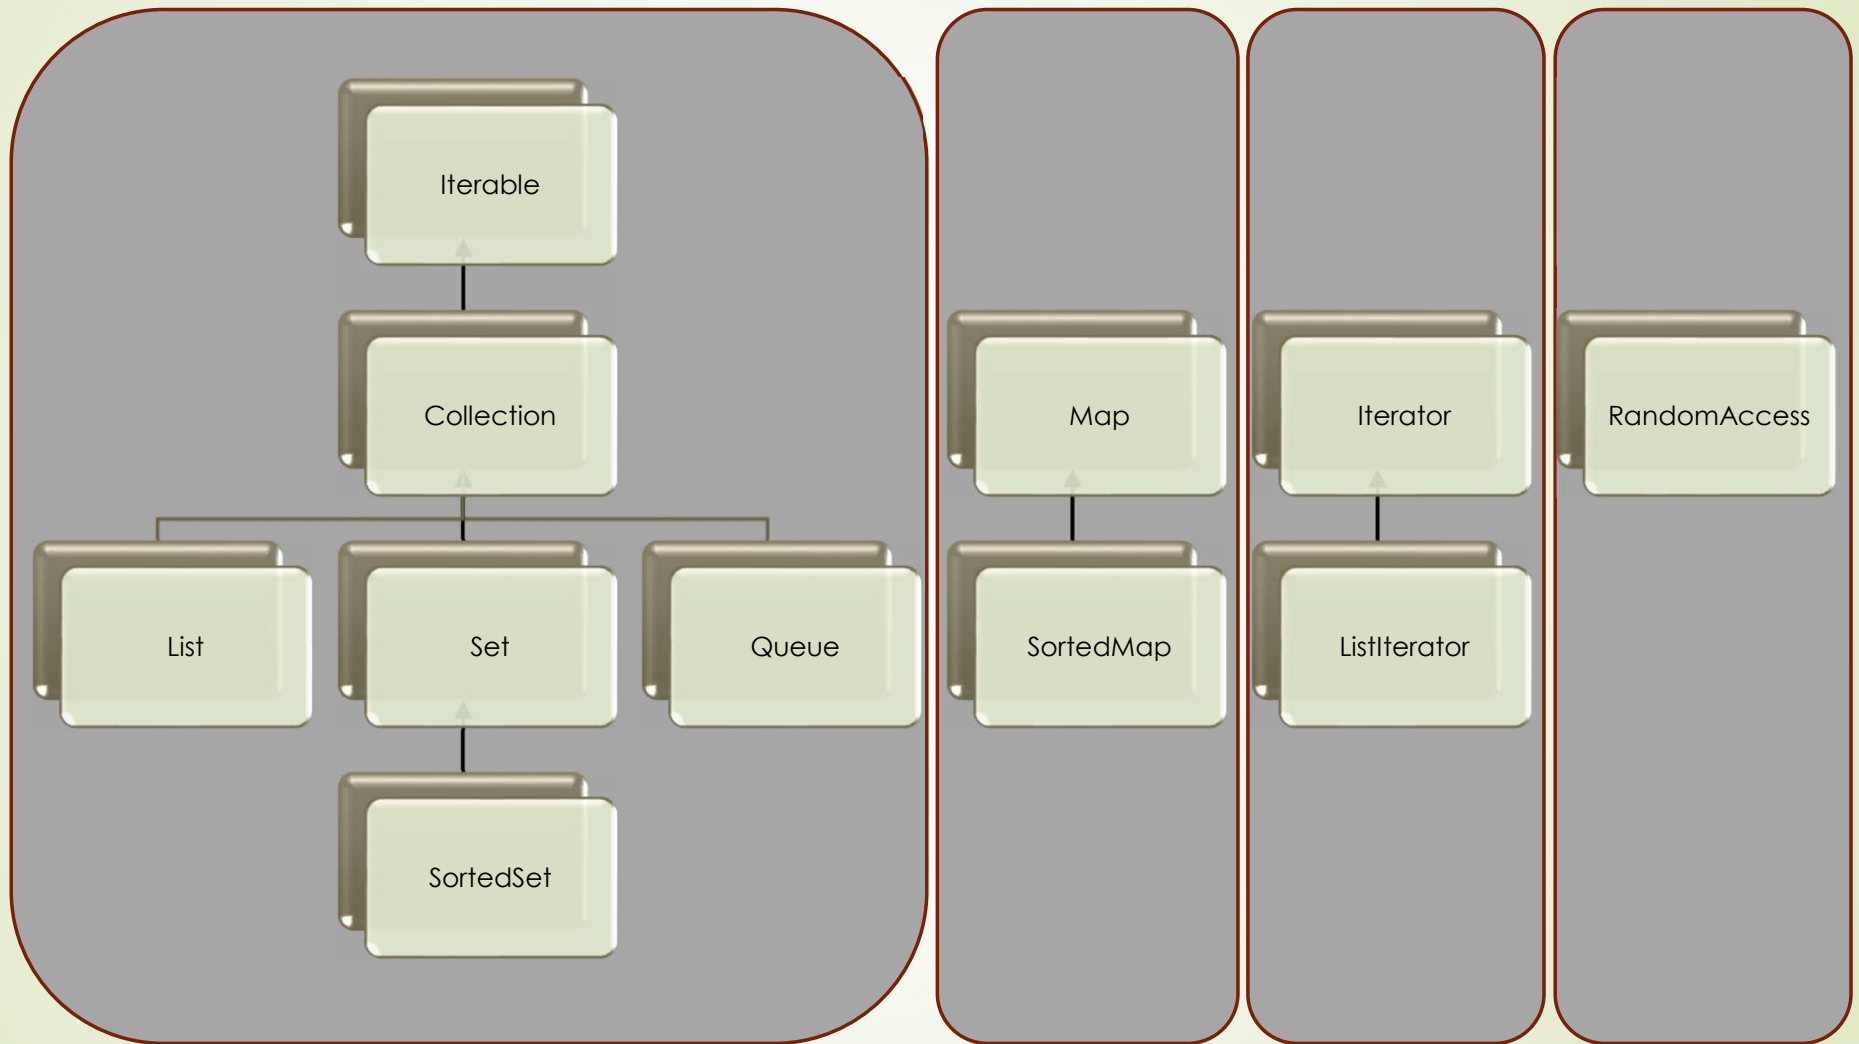 Iterable
Collection
Map
Iterator
RandomAccess
List
Set
Queue
SortedMap
ListIterator
SortedSet